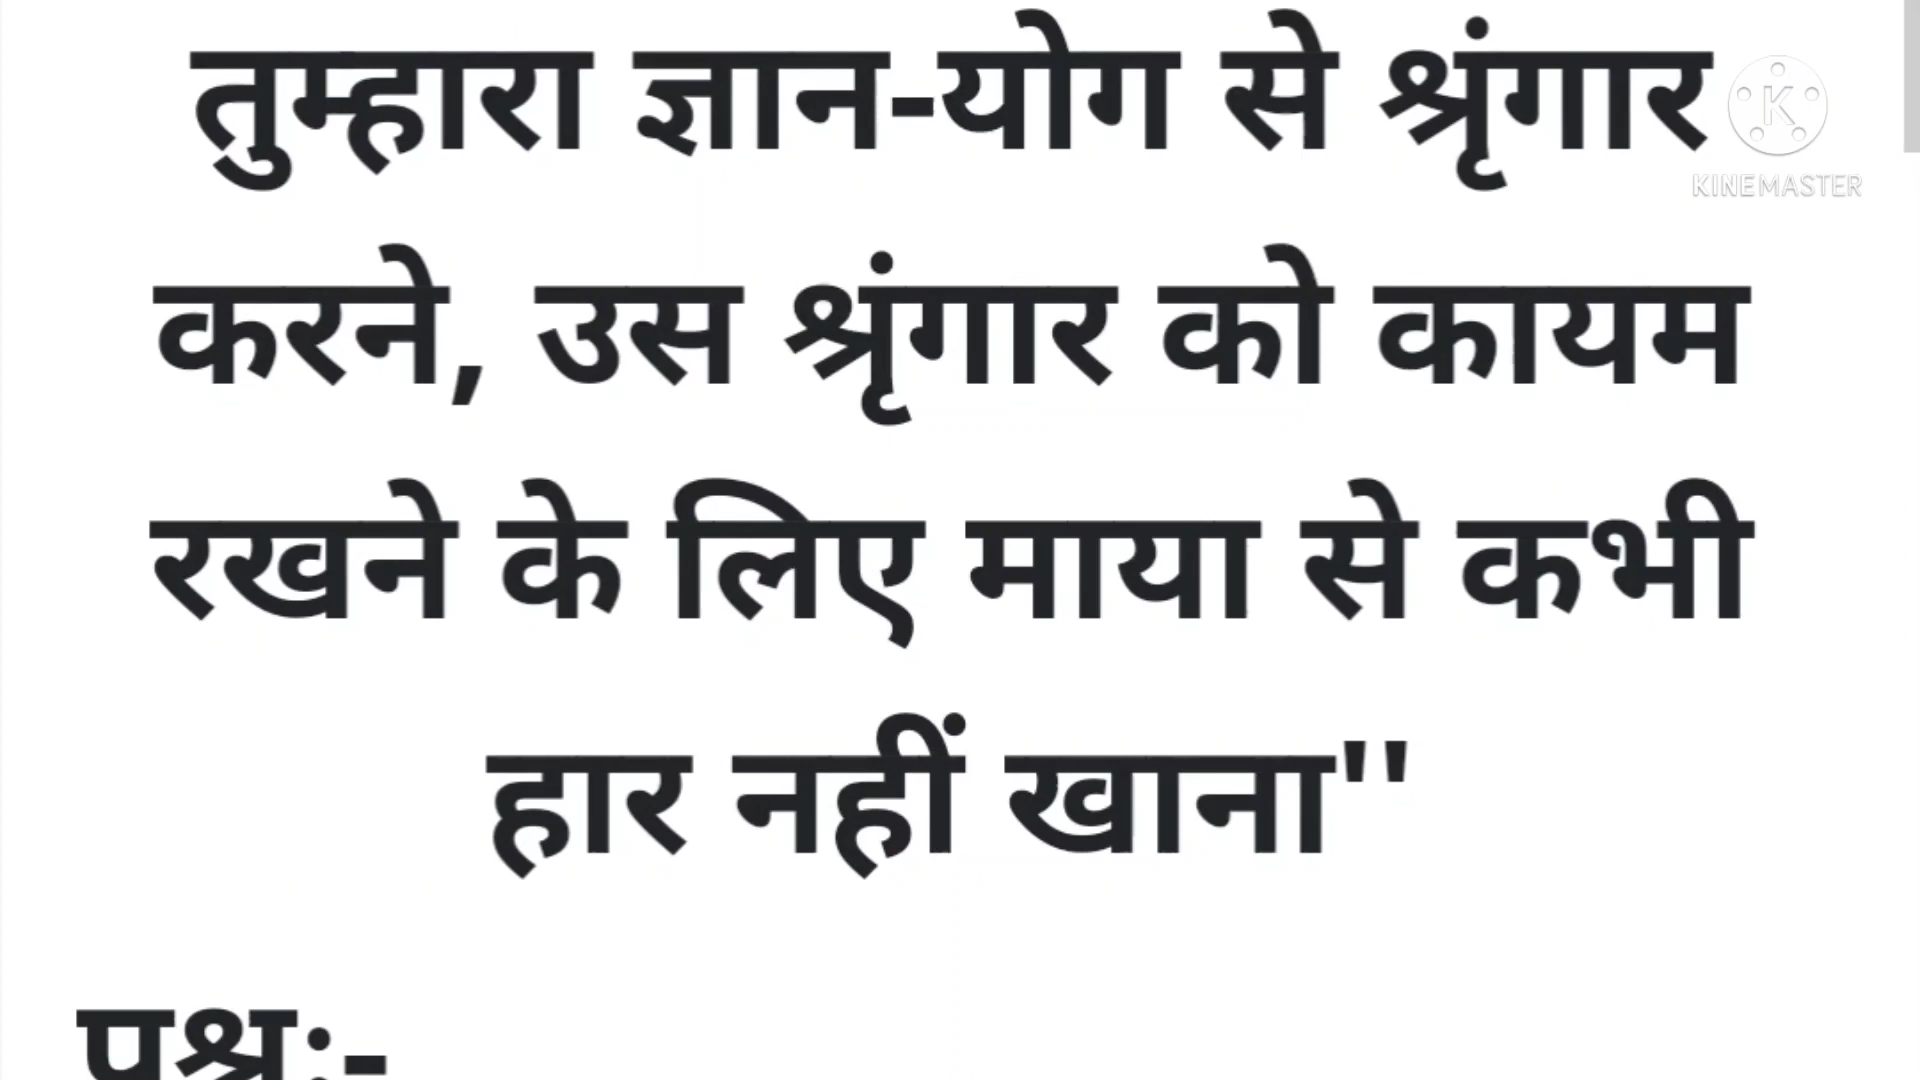 तुम्हारा ज्ञान-योग से श्रृंगार
K
KINEMASTER
करने, उस श्रृंगार को कायम
रखने के लिए माया से कभी
हार नहीं खाना''
प्रश्न:-